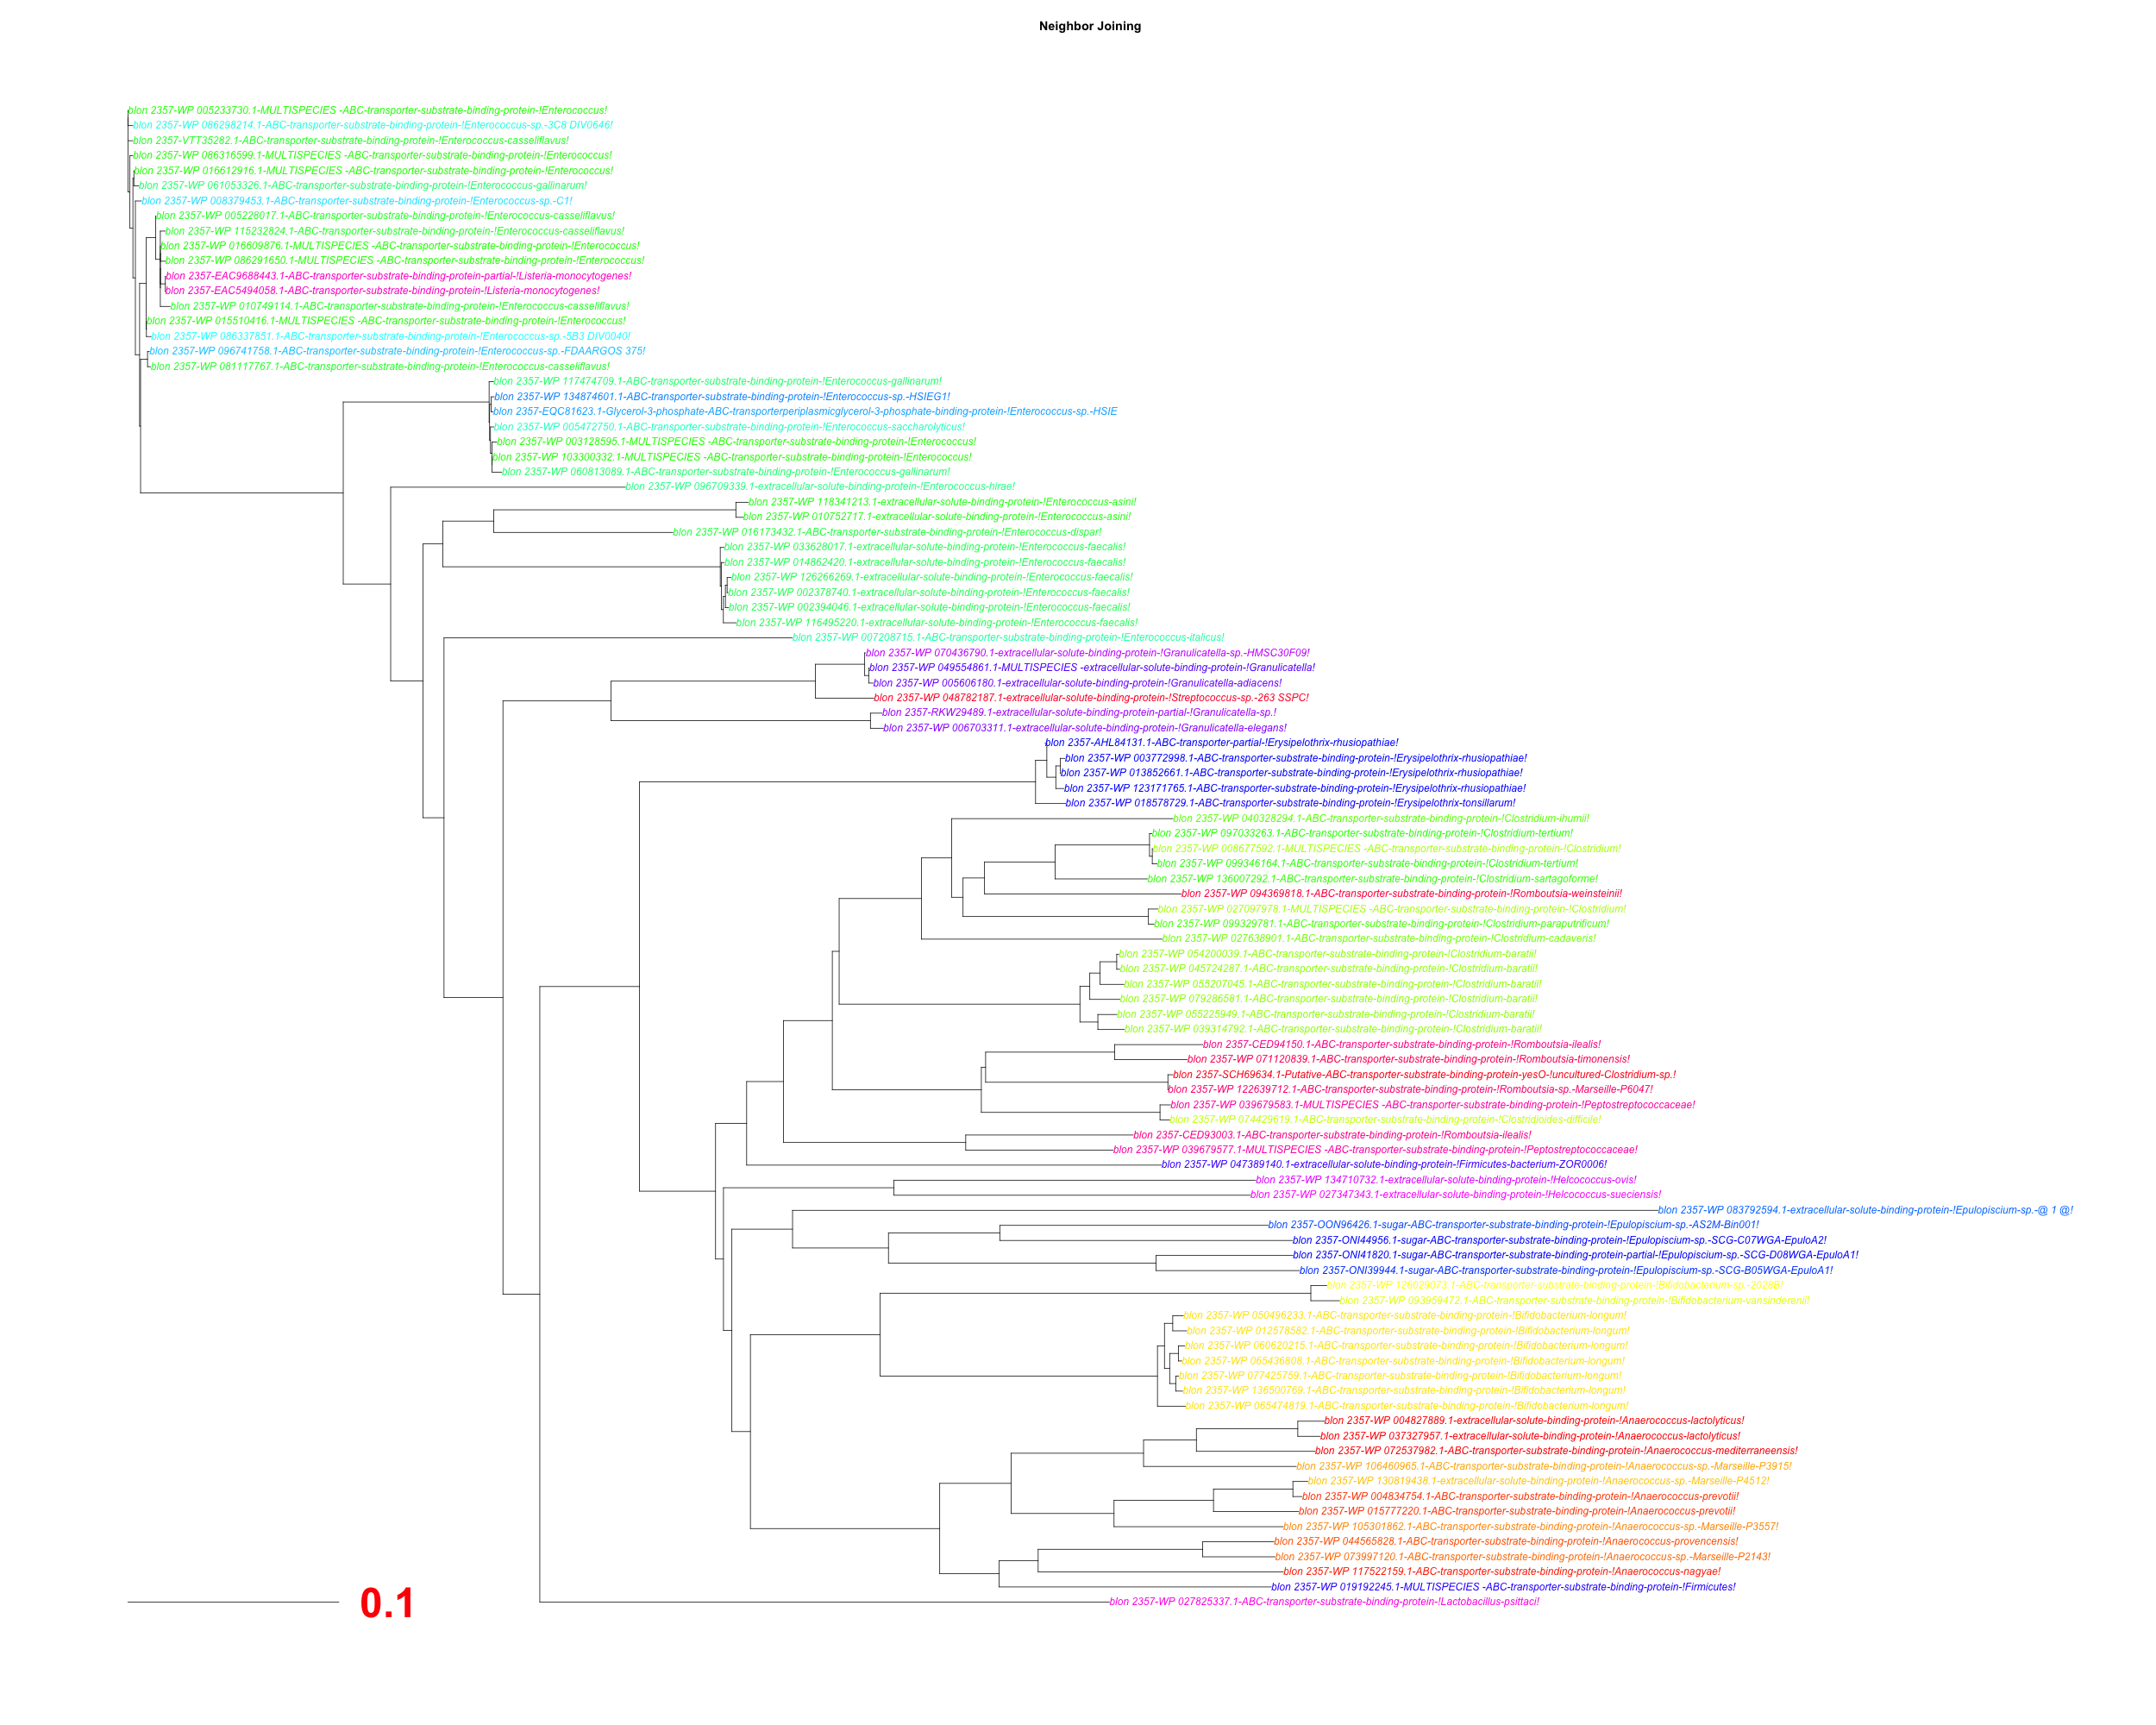 Neighbor Joining
blon 2357-WP 005233730.1-MULTISPECIES -ABC-transporter-substrate-binding-protein-!Enterococcus!
blon 2357-WP 086298214.1-ABC-transporter-substrate-binding-protein-!Enterococcus-sp.-3C8 DIV0646!
blon 2357-VTT35282.1-ABC-transporter-substrate-binding-protein-!Enterococcus-casseliflavus!
blon 2357-WP 086316599.1-MULTISPECIES -ABC-transporter-substrate-binding-protein-!Enterococcus!
blon 2357-WP 016612916.1-MULTISPECIES -ABC-transporter-substrate-binding-protein-!Enterococcus!
blon 2357-WP 061053326.1-ABC-transporter-substrate-binding-protein-!Enterococcus-gallinarum!
blon 2357-WP 008379453.1-ABC-transporter-substrate-binding-protein-!Enterococcus-sp.-C1!
blon 2357-WP 005228017.1-ABC-transporter-substrate-binding-protein-!Enterococcus-casseliflavus!
blon 2357-WP 115232824.1-ABC-transporter-substrate-binding-protein-!Enterococcus-casseliflavus!
blon 2357-WP 016609876.1-MULTISPECIES -ABC-transporter-substrate-binding-protein-!Enterococcus!
blon 2357-WP 086291650.1-MULTISPECIES -ABC-transporter-substrate-binding-protein-!Enterococcus!
blon 2357-EAC9688443.1-ABC-transporter-substrate-binding-protein-partial-!Listeria-monocytogenes!
blon 2357-EAC5494058.1-ABC-transporter-substrate-binding-protein-!Listeria-monocytogenes!
blon 2357-WP 010749114.1-ABC-transporter-substrate-binding-protein-!Enterococcus-casseliflavus!
blon 2357-WP 015510416.1-MULTISPECIES -ABC-transporter-substrate-binding-protein-!Enterococcus!
blon 2357-WP 086337851.1-ABC-transporter-substrate-binding-protein-!Enterococcus-sp.-5B3 DIV0040!
blon 2357-WP 096741758.1-ABC-transporter-substrate-binding-protein-!Enterococcus-sp.-FDAARGOS 375!
blon 2357-WP 081117767.1-ABC-transporter-substrate-binding-protein-!Enterococcus-casseliflavus!
blon 2357-WP 117474709.1-ABC-transporter-substrate-binding-protein-!Enterococcus-gallinarum!
blon 2357-WP 134874601.1-ABC-transporter-substrate-binding-protein-!Enterococcus-sp.-HSIEG1!
blon 2357-EQC81623.1-Glycerol-3-phosphate-ABC-transporterperiplasmicglycerol-3-phosphate-binding-protein-!Enterococcus-sp.-HSIE
blon 2357-WP 005472750.1-ABC-transporter-substrate-binding-protein-!Enterococcus-saccharolyticus!
blon 2357-WP 003128595.1-MULTISPECIES -ABC-transporter-substrate-binding-protein-!Enterococcus!
blon 2357-WP 103300332.1-MULTISPECIES -ABC-transporter-substrate-binding-protein-!Enterococcus!
blon 2357-WP 060813089.1-ABC-transporter-substrate-binding-protein-!Enterococcus-gallinarum!
blon 2357-WP 096709339.1-extracellular-solute-binding-protein-!Enterococcus-hirae!
blon 2357-WP 118341213.1-extracellular-solute-binding-protein-!Enterococcus-asini!
blon 2357-WP 010752717.1-extracellular-solute-binding-protein-!Enterococcus-asini!
blon 2357-WP 016173432.1-ABC-transporter-substrate-binding-protein-!Enterococcus-dispar!
blon 2357-WP 033628017.1-extracellular-solute-binding-protein-!Enterococcus-faecalis!
blon 2357-WP 014862420.1-extracellular-solute-binding-protein-!Enterococcus-faecalis!
blon 2357-WP 126266269.1-extracellular-solute-binding-protein-!Enterococcus-faecalis!
blon 2357-WP 002378740.1-extracellular-solute-binding-protein-!Enterococcus-faecalis!
blon 2357-WP 002394046.1-extracellular-solute-binding-protein-!Enterococcus-faecalis!
blon 2357-WP 116495220.1-extracellular-solute-binding-protein-!Enterococcus-faecalis!
blon 2357-WP 007208715.1-ABC-transporter-substrate-binding-protein-!Enterococcus-italicus!
blon 2357-WP 070436790.1-extracellular-solute-binding-protein-!Granulicatella-sp.-HMSC30F09!
blon 2357-WP 049554861.1-MULTISPECIES -extracellular-solute-binding-protein-!Granulicatella!
blon 2357-WP 005606180.1-extracellular-solute-binding-protein-!Granulicatella-adiacens!
blon 2357-WP 048782187.1-extracellular-solute-binding-protein-!Streptococcus-sp.-263 SSPC!
blon 2357-RKW29489.1-extracellular-solute-binding-protein-partial-!Granulicatella-sp.!
blon 2357-WP 006703311.1-extracellular-solute-binding-protein-!Granulicatella-elegans!
blon 2357-AHL84131.1-ABC-transporter-partial-!Erysipelothrix-rhusiopathiae!
blon 2357-WP 003772998.1-ABC-transporter-substrate-binding-protein-!Erysipelothrix-rhusiopathiae!
blon 2357-WP 013852661.1-ABC-transporter-substrate-binding-protein-!Erysipelothrix-rhusiopathiae!
blon 2357-WP 123171765.1-ABC-transporter-substrate-binding-protein-!Erysipelothrix-rhusiopathiae!
blon 2357-WP 018578729.1-ABC-transporter-substrate-binding-protein-!Erysipelothrix-tonsillarum!
blon 2357-WP 040328294.1-ABC-transporter-substrate-binding-protein-!Clostridium-ihumii!
blon 2357-WP 097033263.1-ABC-transporter-substrate-binding-protein-!Clostridium-tertium!
blon 2357-WP 008677592.1-MULTISPECIES -ABC-transporter-substrate-binding-protein-!Clostridium!
blon 2357-WP 099346164.1-ABC-transporter-substrate-binding-protein-!Clostridium-tertium!
blon 2357-WP 136007292.1-ABC-transporter-substrate-binding-protein-!Clostridium-sartagoforme!
blon 2357-WP 094369818.1-ABC-transporter-substrate-binding-protein-!Romboutsia-weinsteinii!
blon 2357-WP 027097978.1-MULTISPECIES -ABC-transporter-substrate-binding-protein-!Clostridium!
blon 2357-WP 099329781.1-ABC-transporter-substrate-binding-protein-!Clostridium-paraputrificum!
blon 2357-WP 027638901.1-ABC-transporter-substrate-binding-protein-!Clostridium-cadaveris!
blon 2357-WP 054200039.1-ABC-transporter-substrate-binding-protein-!Clostridium-baratii!
blon 2357-WP 045724287.1-ABC-transporter-substrate-binding-protein-!Clostridium-baratii!
blon 2357-WP 055207045.1-ABC-transporter-substrate-binding-protein-!Clostridium-baratii!
blon 2357-WP 079286581.1-ABC-transporter-substrate-binding-protein-!Clostridium-baratii!
blon 2357-WP 055225949.1-ABC-transporter-substrate-binding-protein-!Clostridium-baratii!
blon 2357-WP 039314792.1-ABC-transporter-substrate-binding-protein-!Clostridium-baratii!
blon 2357-CED94150.1-ABC-transporter-substrate-binding-protein-!Romboutsia-ilealis!
blon 2357-WP 071120839.1-ABC-transporter-substrate-binding-protein-!Romboutsia-timonensis!
blon 2357-SCH69634.1-Putative-ABC-transporter-substrate-binding-protein-yesO-!uncultured-Clostridium-sp.!
blon 2357-WP 122639712.1-ABC-transporter-substrate-binding-protein-!Romboutsia-sp.-Marseille-P6047!
blon 2357-WP 039679583.1-MULTISPECIES -ABC-transporter-substrate-binding-protein-!Peptostreptococcaceae!
blon 2357-WP 074429619.1-ABC-transporter-substrate-binding-protein-!Clostridioides-difficile!
blon 2357-CED93003.1-ABC-transporter-substrate-binding-protein-!Romboutsia-ilealis!
blon 2357-WP 039679577.1-MULTISPECIES -ABC-transporter-substrate-binding-protein-!Peptostreptococcaceae!
blon 2357-WP 047389140.1-extracellular-solute-binding-protein-!Firmicutes-bacterium-ZOR0006!
blon 2357-WP 134710732.1-extracellular-solute-binding-protein-!Helcococcus-ovis!
blon 2357-WP 027347343.1-extracellular-solute-binding-protein-!Helcococcus-sueciensis!
blon 2357-WP 083792594.1-extracellular-solute-binding-protein-!Epulopiscium-sp.-@ 1 @!
blon 2357-OON96426.1-sugar-ABC-transporter-substrate-binding-protein-!Epulopiscium-sp.-AS2M-Bin001!
blon 2357-ONI44956.1-sugar-ABC-transporter-substrate-binding-protein-!Epulopiscium-sp.-SCG-C07WGA-EpuloA2!
blon 2357-ONI41820.1-sugar-ABC-transporter-substrate-binding-protein-partial-!Epulopiscium-sp.-SCG-D08WGA-EpuloA1!
blon 2357-ONI39944.1-sugar-ABC-transporter-substrate-binding-protein-!Epulopiscium-sp.-SCG-B05WGA-EpuloA1!
blon 2357-WP 126029073.1-ABC-transporter-substrate-binding-protein-!Bifidobacterium-sp.-2028B!
blon 2357-WP 093959472.1-ABC-transporter-substrate-binding-protein-!Bifidobacterium-vansinderenii!
blon 2357-WP 050496233.1-ABC-transporter-substrate-binding-protein-!Bifidobacterium-longum!
blon 2357-WP 012578582.1-ABC-transporter-substrate-binding-protein-!Bifidobacterium-longum!
blon 2357-WP 060620215.1-ABC-transporter-substrate-binding-protein-!Bifidobacterium-longum!
blon 2357-WP 065436808.1-ABC-transporter-substrate-binding-protein-!Bifidobacterium-longum!
blon 2357-WP 077425759.1-ABC-transporter-substrate-binding-protein-!Bifidobacterium-longum!
blon 2357-WP 136500769.1-ABC-transporter-substrate-binding-protein-!Bifidobacterium-longum!
blon 2357-WP 065474819.1-ABC-transporter-substrate-binding-protein-!Bifidobacterium-longum!
blon 2357-WP 004827889.1-extracellular-solute-binding-protein-!Anaerococcus-lactolyticus!
blon 2357-WP 037327957.1-extracellular-solute-binding-protein-!Anaerococcus-lactolyticus!
blon 2357-WP 072537982.1-ABC-transporter-substrate-binding-protein-!Anaerococcus-mediterraneensis!
blon 2357-WP 106460965.1-ABC-transporter-substrate-binding-protein-!Anaerococcus-sp.-Marseille-P3915!
blon 2357-WP 130819438.1-extracellular-solute-binding-protein-!Anaerococcus-sp.-Marseille-P4512!
blon 2357-WP 004834754.1-ABC-transporter-substrate-binding-protein-!Anaerococcus-prevotii!
blon 2357-WP 015777220.1-ABC-transporter-substrate-binding-protein-!Anaerococcus-prevotii!
blon 2357-WP 105301862.1-ABC-transporter-substrate-binding-protein-!Anaerococcus-sp.-Marseille-P3557!
blon 2357-WP 044565828.1-ABC-transporter-substrate-binding-protein-!Anaerococcus-provencensis!
blon 2357-WP 073997120.1-ABC-transporter-substrate-binding-protein-!Anaerococcus-sp.-Marseille-P2143!
blon 2357-WP 117522159.1-ABC-transporter-substrate-binding-protein-!Anaerococcus-nagyae!
blon 2357-WP 019192245.1-MULTISPECIES -ABC-transporter-substrate-binding-protein-!Firmicutes!
blon 2357-WP 027825337.1-ABC-transporter-substrate-binding-protein-!Lactobacillus-psittaci!
0.1